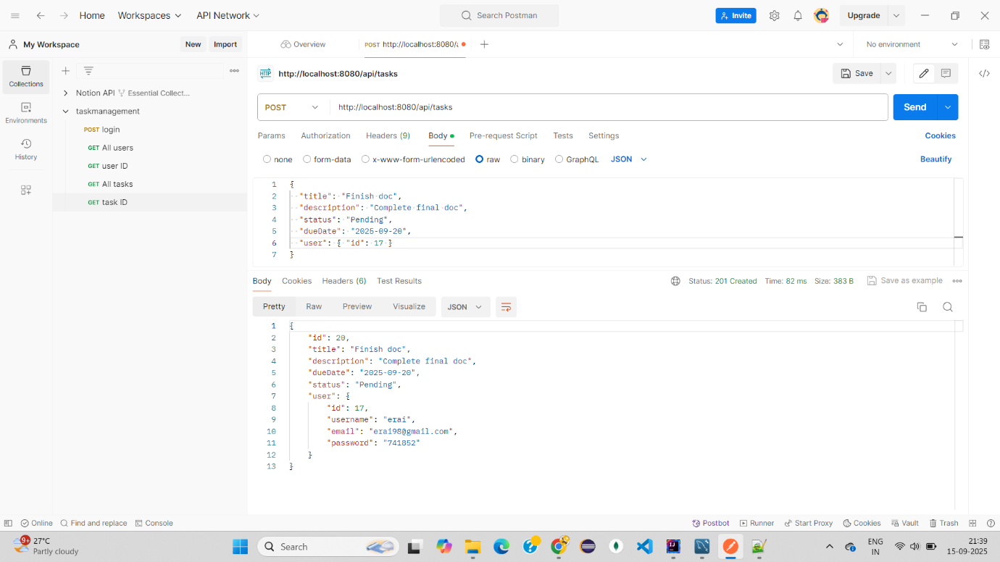 Home Workspaces API Network Search Postman Invite Upgrade
My Workspace New Import Overview POST http://localhost:8080/a No environment
Collections
Environments
History
Notion API Essential Collect...
taskmanagement
POST login
GET All users
GET user ID
GET All tasks
GET task ID
HTTP http://localhost:8080/api/tasks Save
POST http://localhost:8080/api/tasks Send
Params Authorization Headers (9) Body Pre-request Script Tests Settings Cookies
none form-data x-www-form-urlencoded raw binary GraphQL JSON Beautify
1 {
2 "title": "Finish doc",
3 "description": "Complete final doc",
4 "status": "Pending",
5 "dueDate": "2025-09-20",
6 "user": { "id": 17 }
7 }
Body Cookies Headers (6) Test Results Status: 201 Created Time: 82 ms Size: 383 B Save as example
Pretty Raw Preview Visualize JSON
1 {
2 "id": 20,
3 "title": "Finish doc",
4 "description": "Complete final doc",
5 "dueDate": "2025-09-20",
6 "status": "Pending",
7 "user": {
8 "id": 17,
9 "username": "erai",
10 "email": "erai98@gmail.com",
11 "password": "741852"
12 }
13 }
Online Find and replace Console Postbot Runner Start Proxy Cookies Vault Trash
9+ 27°C
Partly cloudy
Search
ENG
IN
21:39
15-09-2025